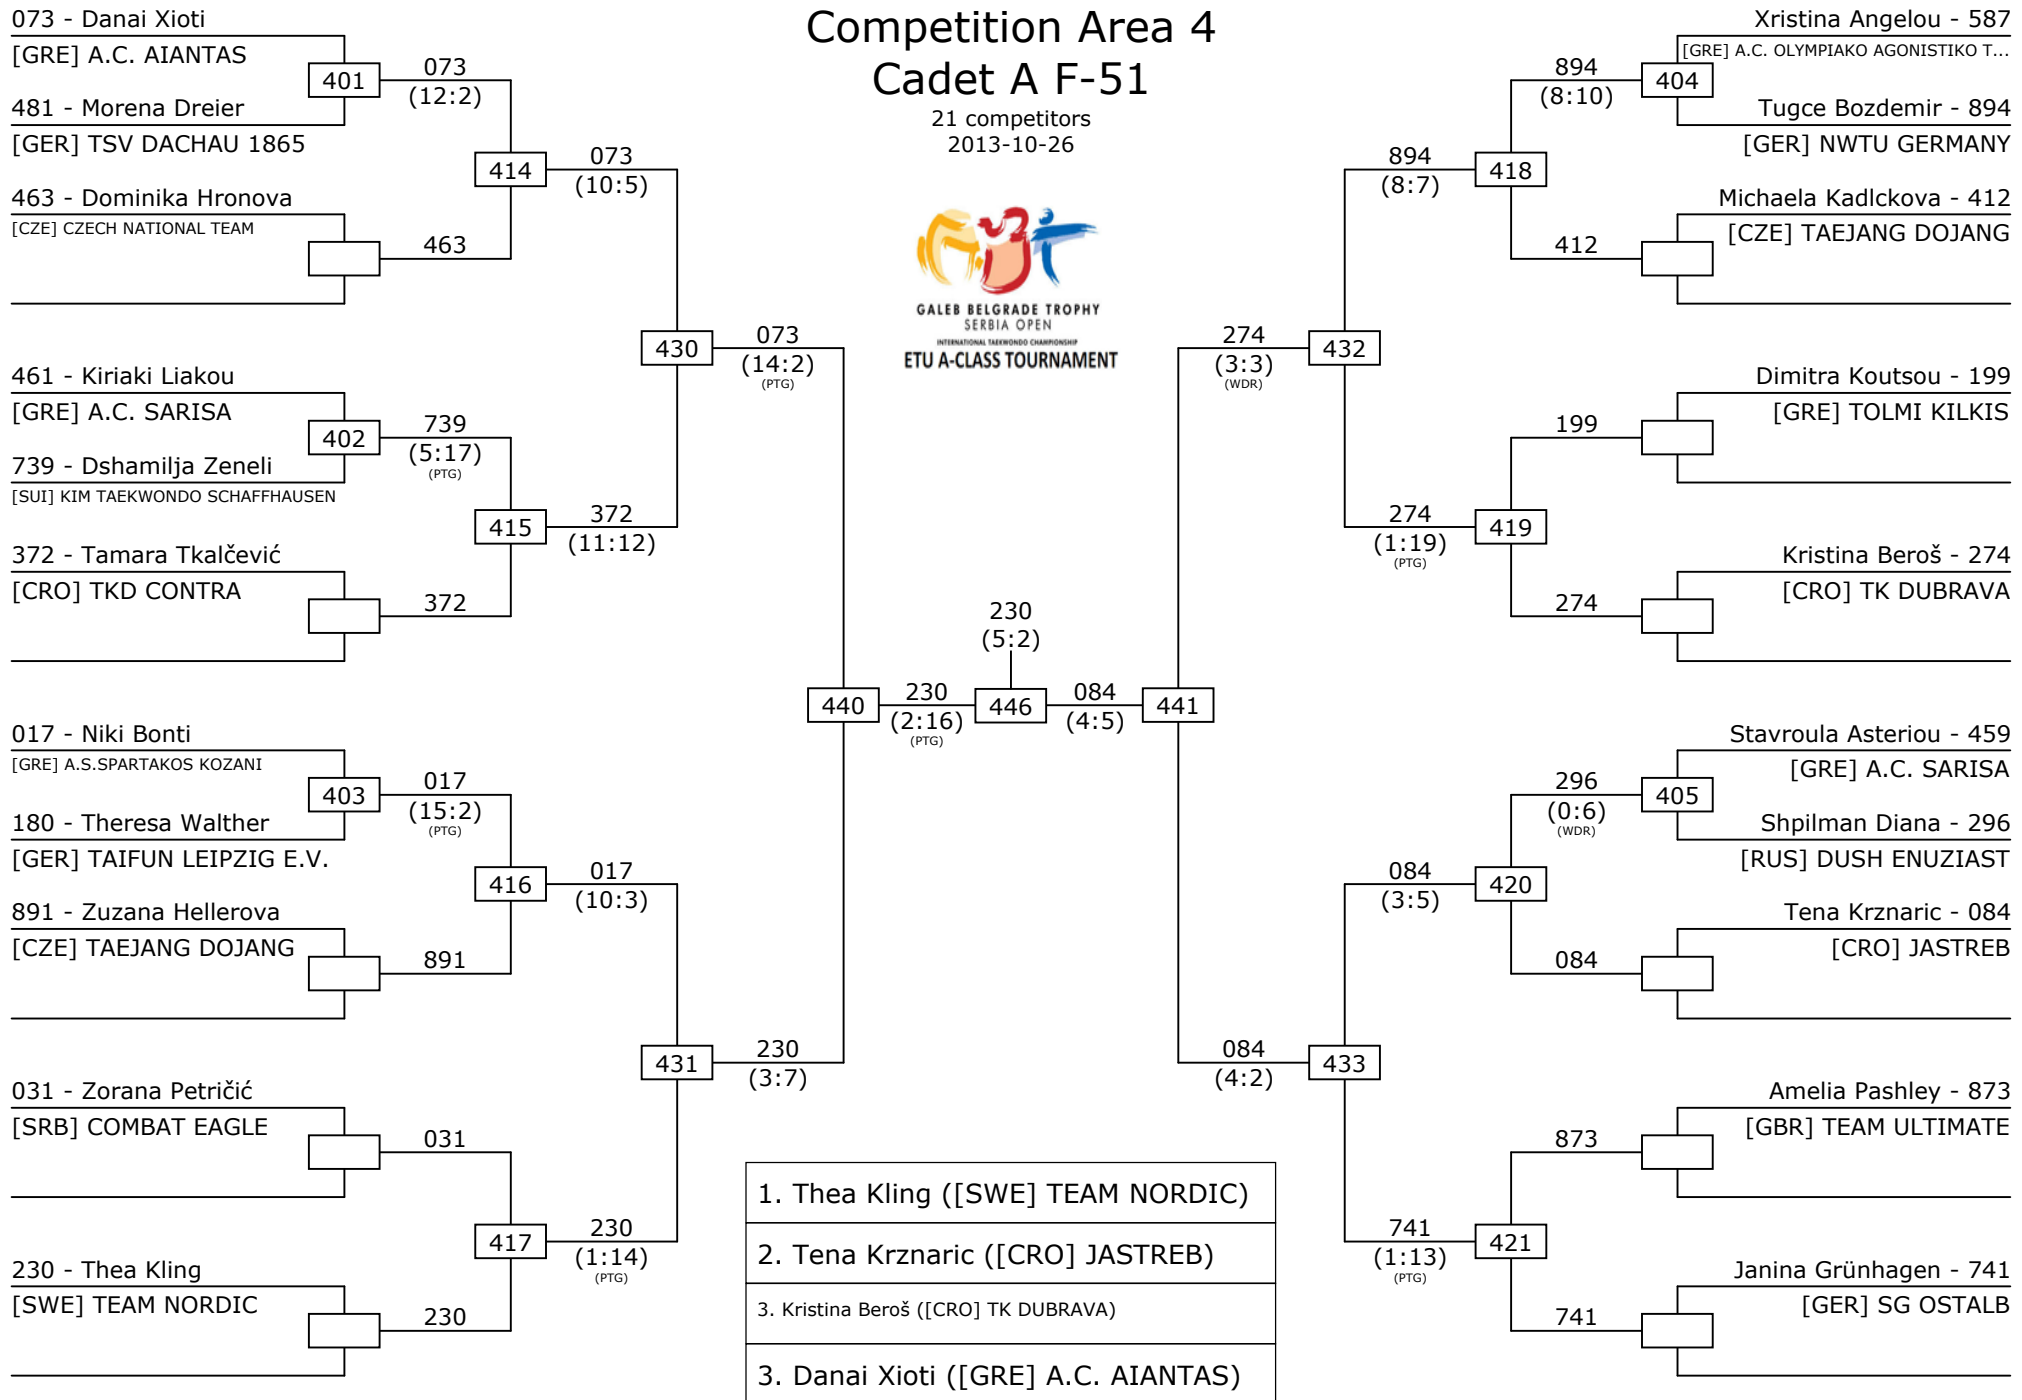 Competition Area 4
Cadet A F-51
21 competitors
2013-10-26
GALEB BELGRADE TROPHY
SERBIA OPEN
INTERNATIONAL TAEKWONDO CHAMPIONSHIP
ETU A-CLASS TOURNAMENT
073 - Danai Xioti
[GRE] A.C. AIANTAS
401
073
(12:2)
481 - Morena Dreier
[GER] TSV DACHAU 1865
414
073
(10:5)
463 - Dominika Hronova
[CZE] CZECH NATIONAL TEAM
463
430
073
(14:2)
(PTG)
461 - Kiriaki Liakou
[GRE] A.C. SARISA
402
739
(5:17)
(PTG)
739 - Dshamilja Zeneli
[SUI] KIM TAEKWONDO SCHAFFHAUSEN
415
372
(11:12)
372 - Tamara Tkalčević
[CRO] TKD CONTRA
372
440
230
(2:16)
(PTG)
446
230
(5:2)
084
(4:5)
441
017 - Niki Bonti
[GRE] A.S.SPARTAKOS KOZANI
403
017
(15:2)
(PTG)
180 - Theresa Walther
[GER] TAIFUN LEIPZIG E.V.
416
017
(10:3)
891 - Zuzana Hellerova
[CZE] TAEJANG DOJANG
891
431
230
(3:7)
031 - Zorana Petričić
[SRB] COMBAT EAGLE
031
417
230
(1:14)
(PTG)
230 - Thea Kling
[SWE] TEAM NORDIC
230
Xristina Angelou - 587
[GRE] A.C. OLYMPIAKO AGONISTIKO T...
894
(8:10)
404
Tugce Bozdemir - 894
[GER] NWTU GERMANY
894
(8:7)
418
Michaela Kadlckova - 412
[CZE] TAEJANG DOJANG
412
274
(3:3)
(WDR)
432
Dimitra Koutsou - 199
[GRE] TOLMI KILKIS
199
274
(1:19)
(PTG)
419
Kristina Beroš - 274
[CRO] TK DUBRAVA
274
Stavroula Asteriou - 459
[GRE] A.C. SARISA
296
(0:6)
(WDR)
405
Shpilman Diana - 296
[RUS] DUSH ENUZIAST
084
(3:5)
420
Tena Krznaric - 084
[CRO] JASTREB
084
084
(4:2)
433
Amelia Pashley - 873
[GBR] TEAM ULTIMATE
873
741
(1:13)
(PTG)
421
Janina Grünhagen - 741
[GER] SG OSTALB
741
1. Thea Kling ([SWE] TEAM NORDIC)
2. Tena Krznaric ([CRO] JASTREB)
3. Kristina Beroš ([CRO] TK DUBRAVA)
3. Danai Xioti ([GRE] A.C. AIANTAS)